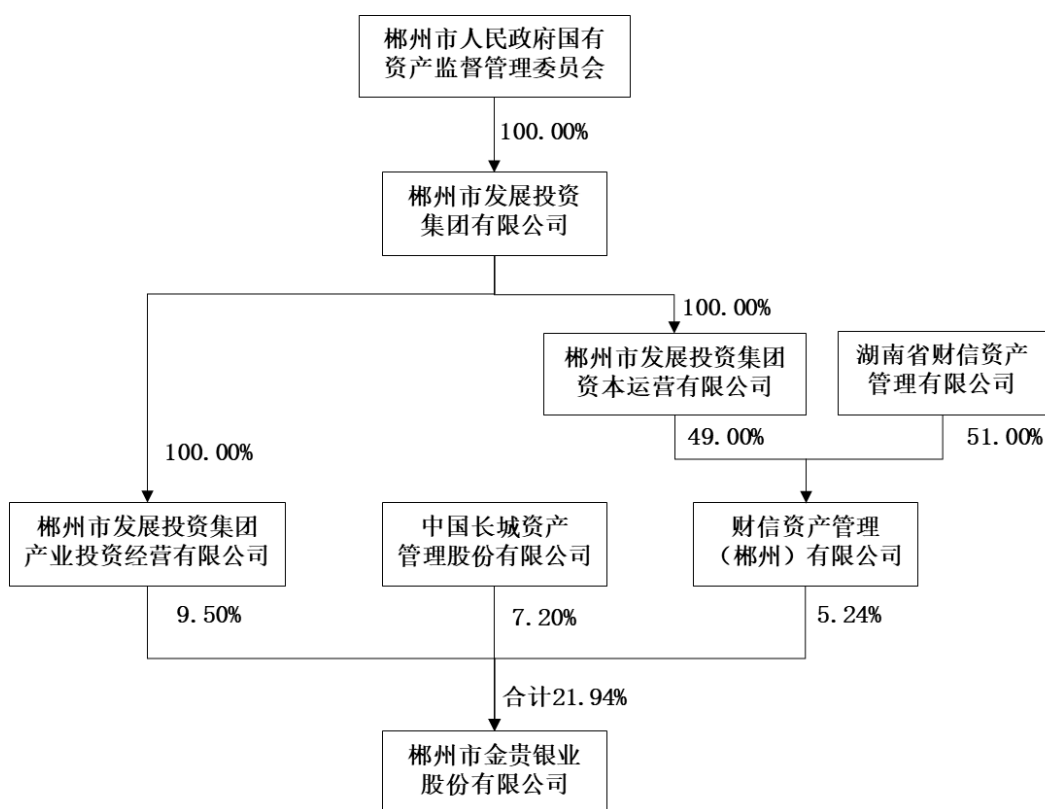 郴州市人民政府国有
资产监督管理委员会
100.00%
郴州市发展投资
集团有限公司
100.00%
郴州市发展投资集团
资本运营有限公司
湖南省财信资产
管理有限公司
49.00%
51.00%
100.00%
郴州市发展投资集团
产业投资经营有限公司
中国长城资产
管理股份有限公司
财信资产管理
（郴州）有限公司
9.50%
7.20%
5.24%
合计21.94%
郴州市金贵银业
股份有限公司